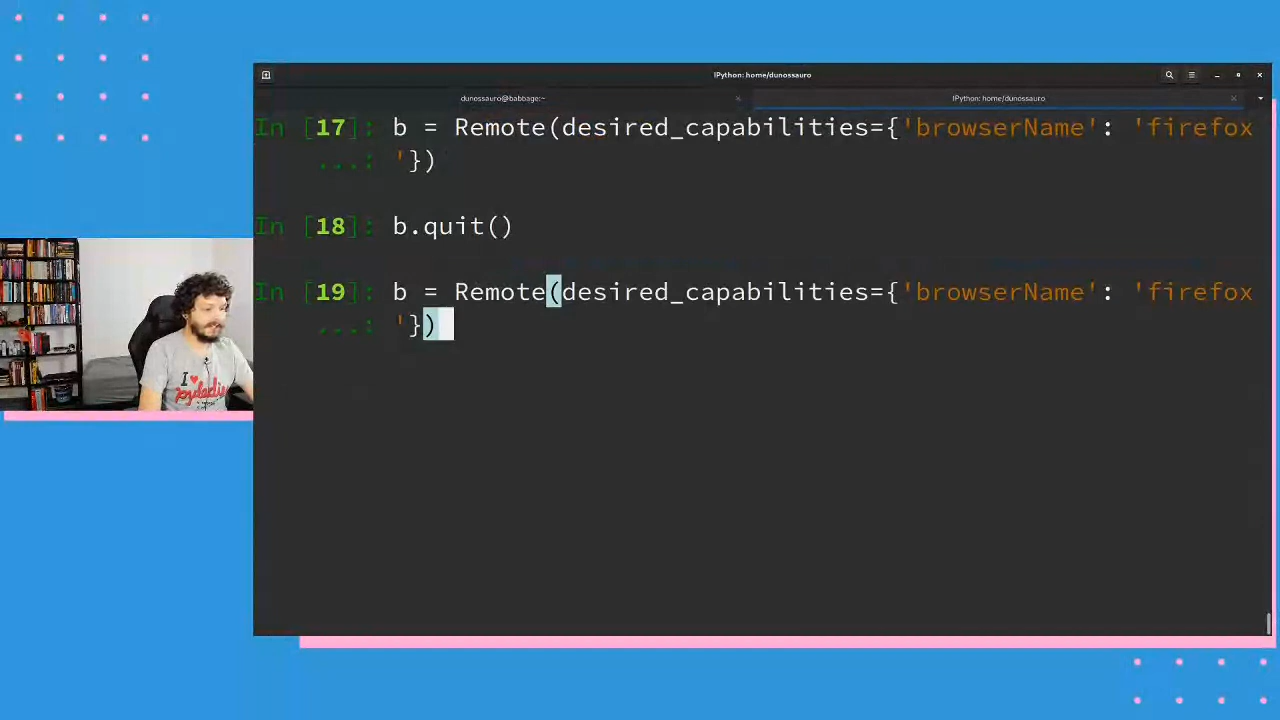 IPython: home/dunossauro
dunossauro@babbage:~
IPython: home/dunossauro
In [17]: b = Remote(desired_capabilities={'browserName': 'firefox
...: '})
In [18]: b.quit()
In [19]: b = Remote(desired_capabilities={'browserName': 'firefox
...: '})
I
pyladies